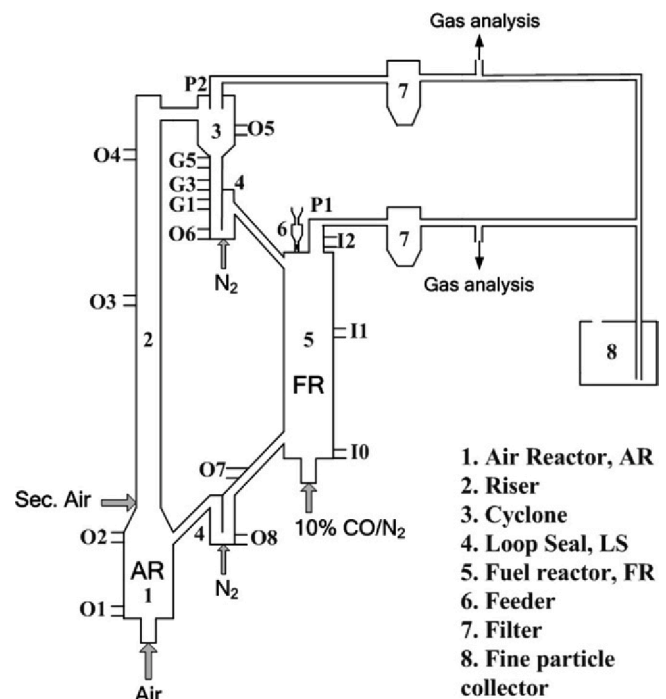 Gas analysis
P2
7
3
O5
O4
G5
4
G3
G1
P1
6
O6
I2
7
N2
Gas analysis
O3
2
5
I1
8
FR
O7
I0
1. Air Reactor, AR
2. Riser
3. Cyclone
4. Loop Seal, LS
5. Fuel reactor, FR
6. Feeder
7. Filter
8. Fine particle
collector
Sec. Air
10% CO/N2
O2
4
O8
AR
1
N2
O1
Air